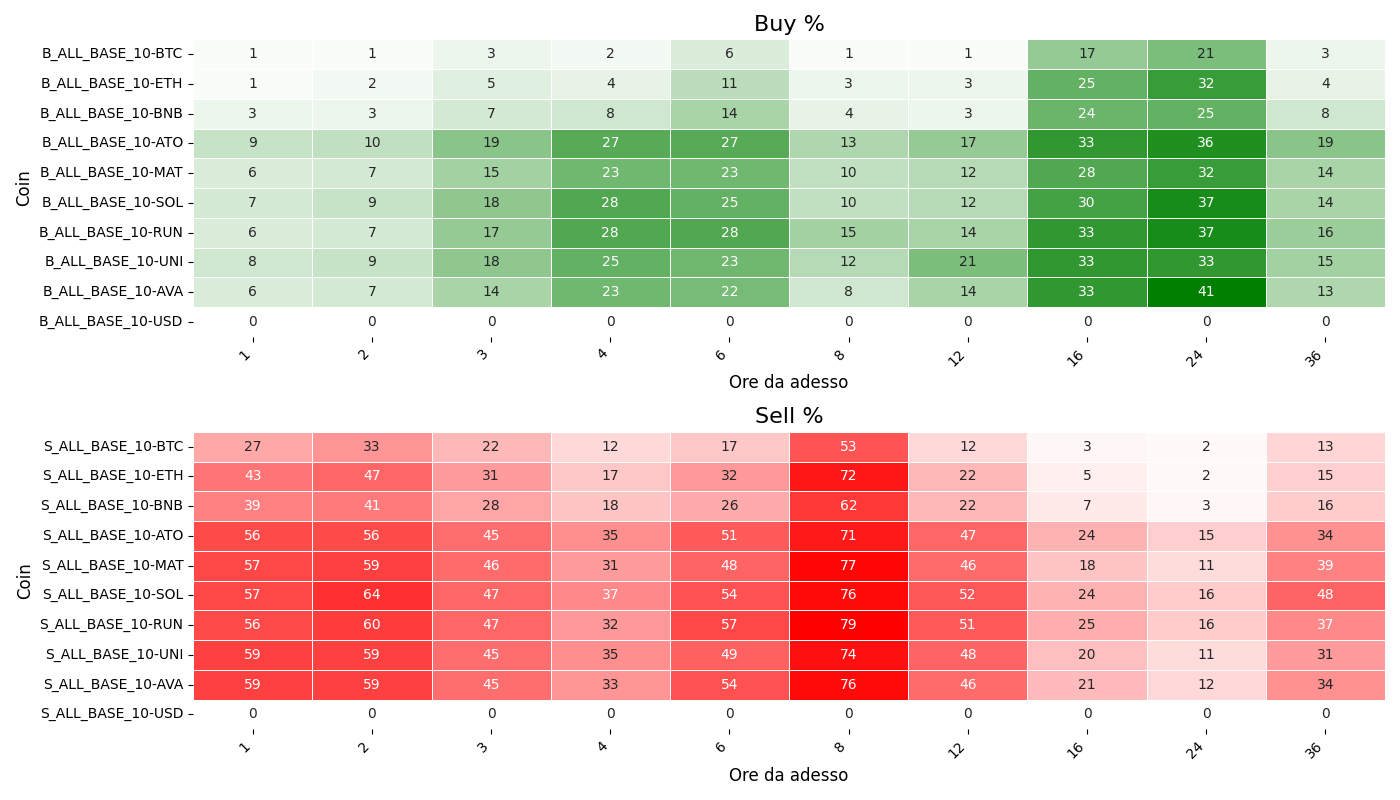 Buy %
Coin
B_ALL_BASE_10-BTC 1 1 3 2 6 1 1 17 21 3
B_ALL_BASE_10-ETH 1 2 5 4 11 3 3 25 32 4
B_ALL_BASE_10-BNB 3 3 7 8 14 4 3 24 25 8
B_ALL_BASE_10-ATO 9 10 19 27 27 13 17 33 36 19
B_ALL_BASE_10-MAT 6 7 15 23 23 10 12 28 32 14
B_ALL_BASE_10-SOL 7 9 18 28 25 10 12 30 37 14
B_ALL_BASE_10-RUN 6 7 17 28 28 15 14 33 37 16
B_ALL_BASE_10-UNI 8 9 18 25 23 12 21 33 33 15
B_ALL_BASE_10-AVA 6 7 14 23 22 8 14 33 41 13
B_ALL_BASE_10-USD 0 0 0 0 0 0 0 0 0 0
1 2 3 4 6 8 12 16 24 36
Ore da adesso
Sell %
Coin
S_ALL_BASE_10-BTC 27 33 22 12 17 53 12 3 2 13
S_ALL_BASE_10-ETH 43 47 31 17 32 72 22 5 2 15
S_ALL_BASE_10-BNB 39 41 28 18 26 62 22 7 3 16
S_ALL_BASE_10-ATO 56 56 45 35 51 71 47 24 15 34
S_ALL_BASE_10-MAT 57 59 46 31 48 77 46 18 11 39
S_ALL_BASE_10-SOL 57 64 47 37 54 76 52 24 16 48
S_ALL_BASE_10-RUN 56 60 47 32 57 79 51 25 16 37
S_ALL_BASE_10-UNI 59 59 45 35 49 74 48 20 11 31
S_ALL_BASE_10-AVA 59 59 45 33 54 76 46 21 12 34
S_ALL_BASE_10-USD 0 0 0 0 0 0 0 0 0 0
1 2 3 4 6 8 12 16 24 36
Ore da adesso